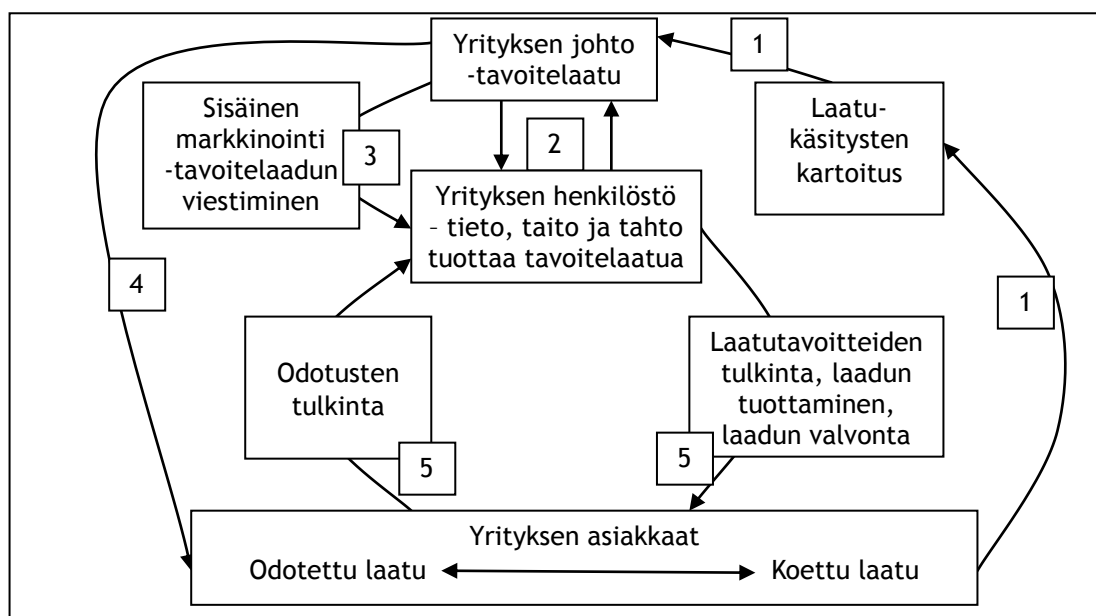 Yrityksen johto
-tavoitelaatu
1
Sisäinen
markkinointi
-tavoitelaadun
viestiminen
3
2
Laatu-
käsitysten
kartoitus
Yrityksen henkilöstö
– tieto, taito ja tahto
tuottaa tavoitelaatua
4
1
Odotusten
tulkinta
5
Laatutavoitteiden
tulkinta, laadun
tuottaminen,
laadun valvonta
5
Yrityksen asiakkaat
Odotettu laatu
Koettu laatu